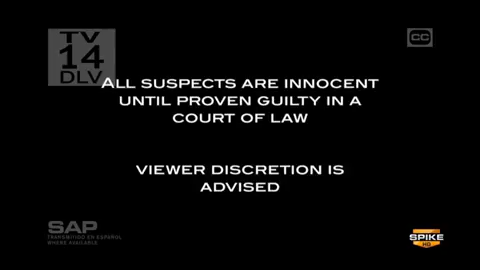 TV
14
DLV
CC
ALL SUSPECTS ARE INNOCENT
UNTIL PROVEN GUILTY IN A
COURT OF LAW
VIEWER DISCRETION IS
ADVISED
SAP
TRANSMITIDO EN ESPAÑOL
WHERE AVAILABLE
SPIKE
HD